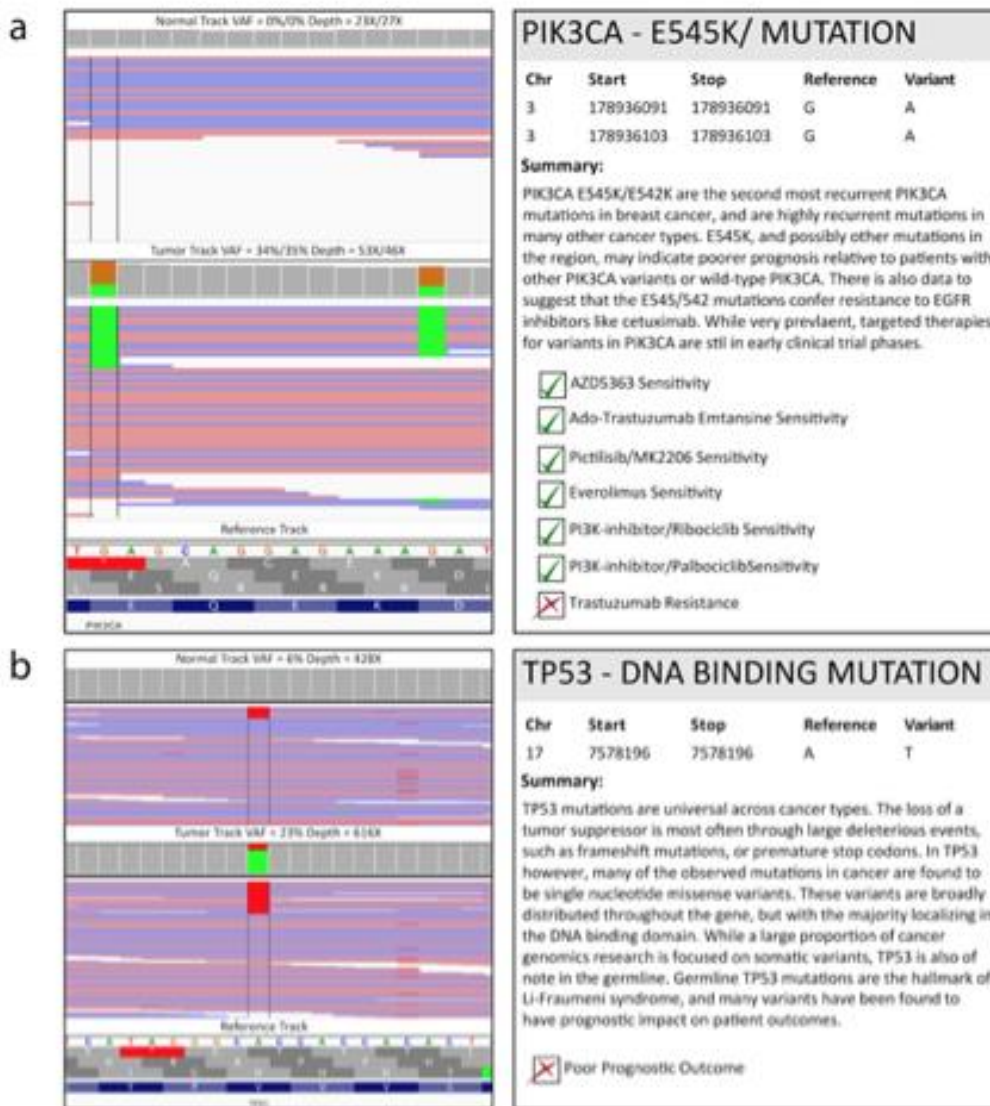 a
Normal Track VAF = 0%/0% Depth = 23X/27X
Tumor Track VAF = 34%/35% Depth = 53X/46X
Reference Track
T G A G C A G G A G A A A G A T
E Q E K D
PIK3CA
PIK3CA - E545K/ MUTATION
Chr Start Stop Reference Variant
3 178936091 178936091 G A
3 178936103 178936103 G A
Summary:
PIK3CA E545K/E542K are the second most recurrent PIK3CA
mutations in breast cancer, and are highly recurrent mutations in
many other cancer types. E545K, and possibly other mutations in
the region, may indicate poorer prognosis relative to patients with
other PIK3CA variants or wild-type PIK3CA. There is also data to
suggest that the E545/542 mutations confer resistance to EGFR
inhibitors like cetuximab. While very prevlaent, targeted therapies
for variants in PIK3CA are stil in early clinical trial phases.
AZD5363 Sensitivity
Ado-Trastuzumab Emtansine Sensitivity
Pictilisib/MK2206 Sensitivity
Everolimus Sensitivity
PI3K-inhibitor/Ribociclib Sensitivity
PI3K-inhibitor/PalbociclibSensitivity
Trastuzumab Resistance
b
Normal Track VAF = 6% Depth = 428X
Tumor Track VAF = 23% Depth = 616X
Reference Track
TP53 - DNA BINDING MUTATION
Chr Start Stop Reference Variant
17 7578196 7578196 A T
Summary:
TP53 mutations are universal across cancer types. The loss of a
tumor suppressor is most often through large deleterious events,
such as frameshift mutations, or premature stop codons. In TP53
however, many of the observed mutations in cancer are found to
be single nucleotide missense variants. These variants are broadly
distributed throughout the gene, but with the majority localizing in
the DNA binding domain. While a large proportion of cancer
genomics research is focused on somatic variants, TP53 is also of
note in the germline. Germline TP53 mutations are the hallmark of
Li-Fraumeni syndrome, and many variants have been found to
have prognostic impact on patient outcomes.
Poor Prognostic Outcome